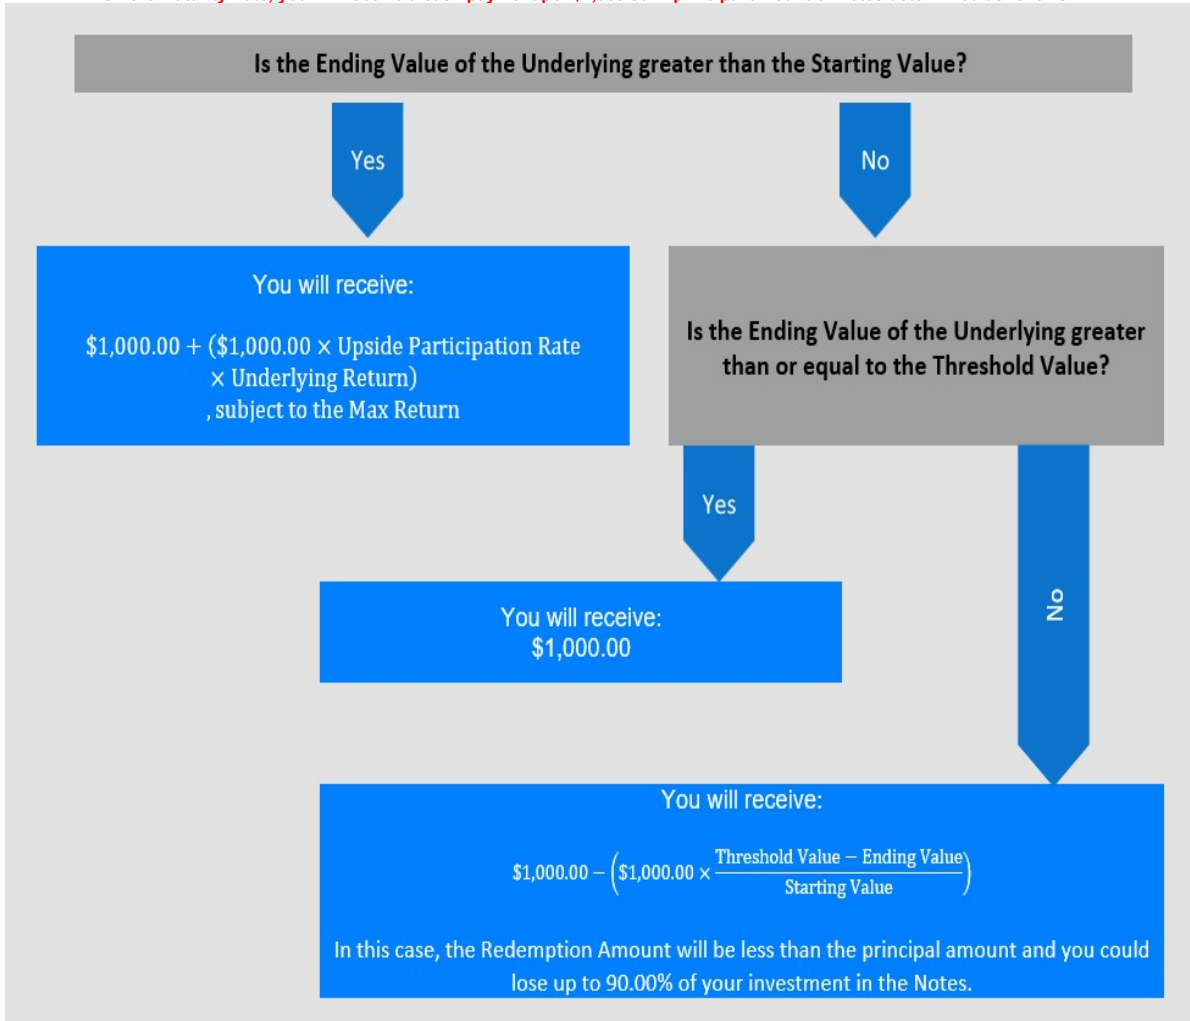 Is the Ending Value of the Underlying greater than the Starting Value?
Yes
No
You will receive:
$1,000.00 + ($1,000.00 × Upside Participation Rate
× Underlying Return)
, subject to the Max Return
Is the Ending Value of the Underlying greater
than or equal to the Threshold Value?
Yes
No
You will receive:
$1,000.00
You will receive:
$1,000.00 − ($1,000.00 × Threshold Value − Ending Value
Starting Value)
In this case, the Redemption Amount will be less than the principal amount and you could
lose up to 90.00% of your investment in the Notes.